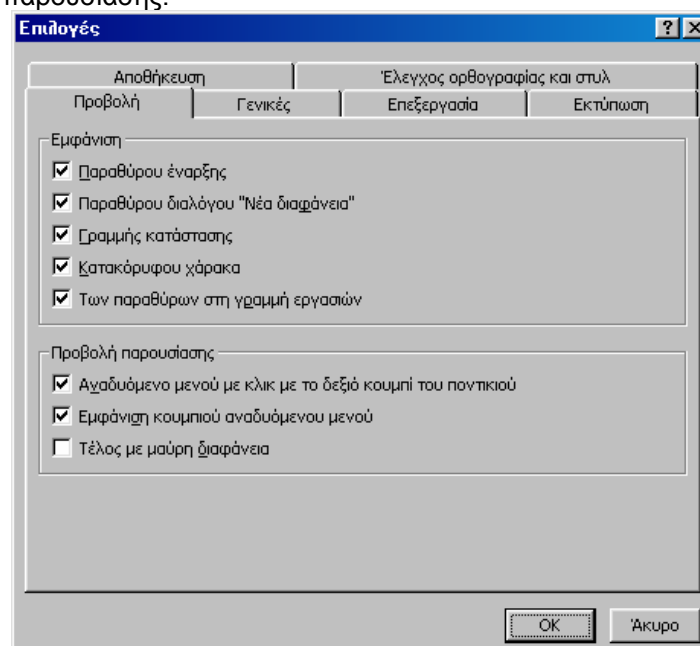 παρουσίασης.
Επιλογές
Αποθήκευση
Έλεγχος ορθογραφίας και στυλ
Προβολή
Γενικές
Επεξεργασία
Εκτύπωση
Εμφάνιση
Παραθύρου έναρξης
Παραθύρου διαλόγου "Νέα διαφάνεια"
Γραμμής κατάστασης
Κατακόρυφου χάρακα
Των παραθύρων στη γραμμή εργασιών
Προβολή παρουσίασης
Αναδυόμενο μενού με κλικ με το δεξιό κουμπί του ποντικιού
Εμφάνιση κουμπιού αναδυόμενου μενού
Τέλος με μαύρη διαφάνεια
OK
Άκυρο